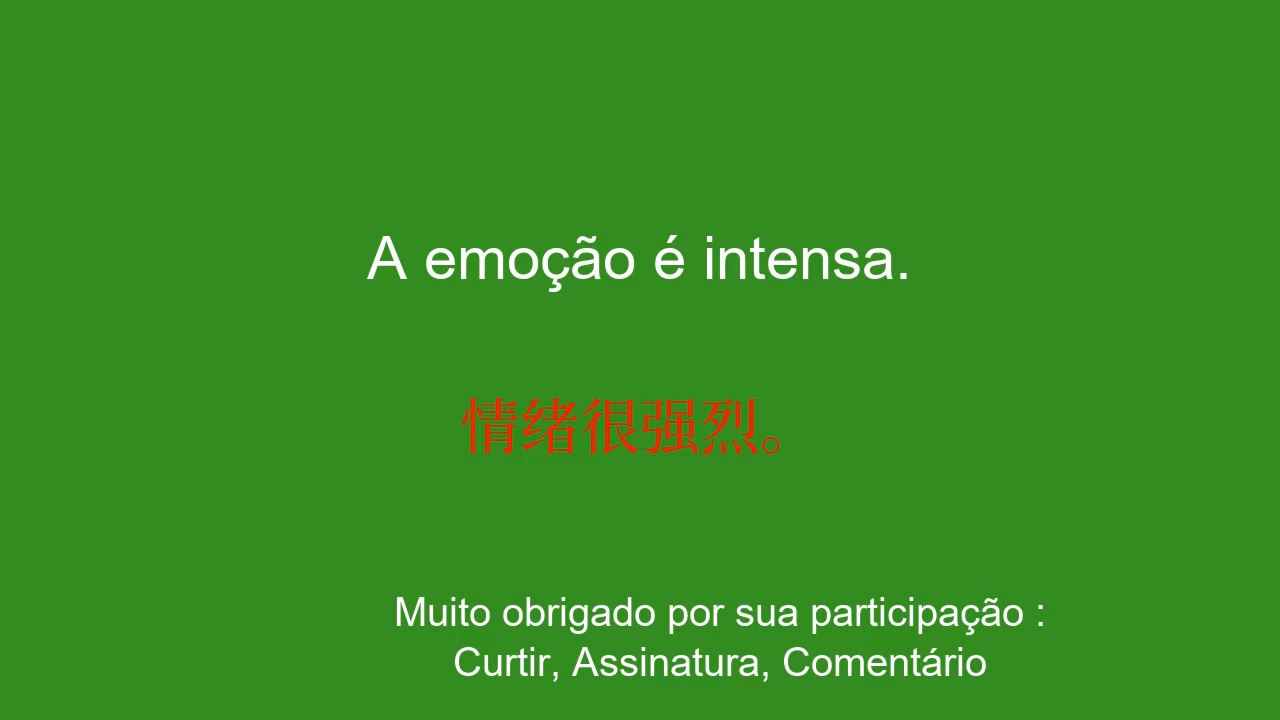 A emoção é intensa.
情绪很强烈。
Muito obrigado por sua participação :
Curtir, Assinatura, Comentário